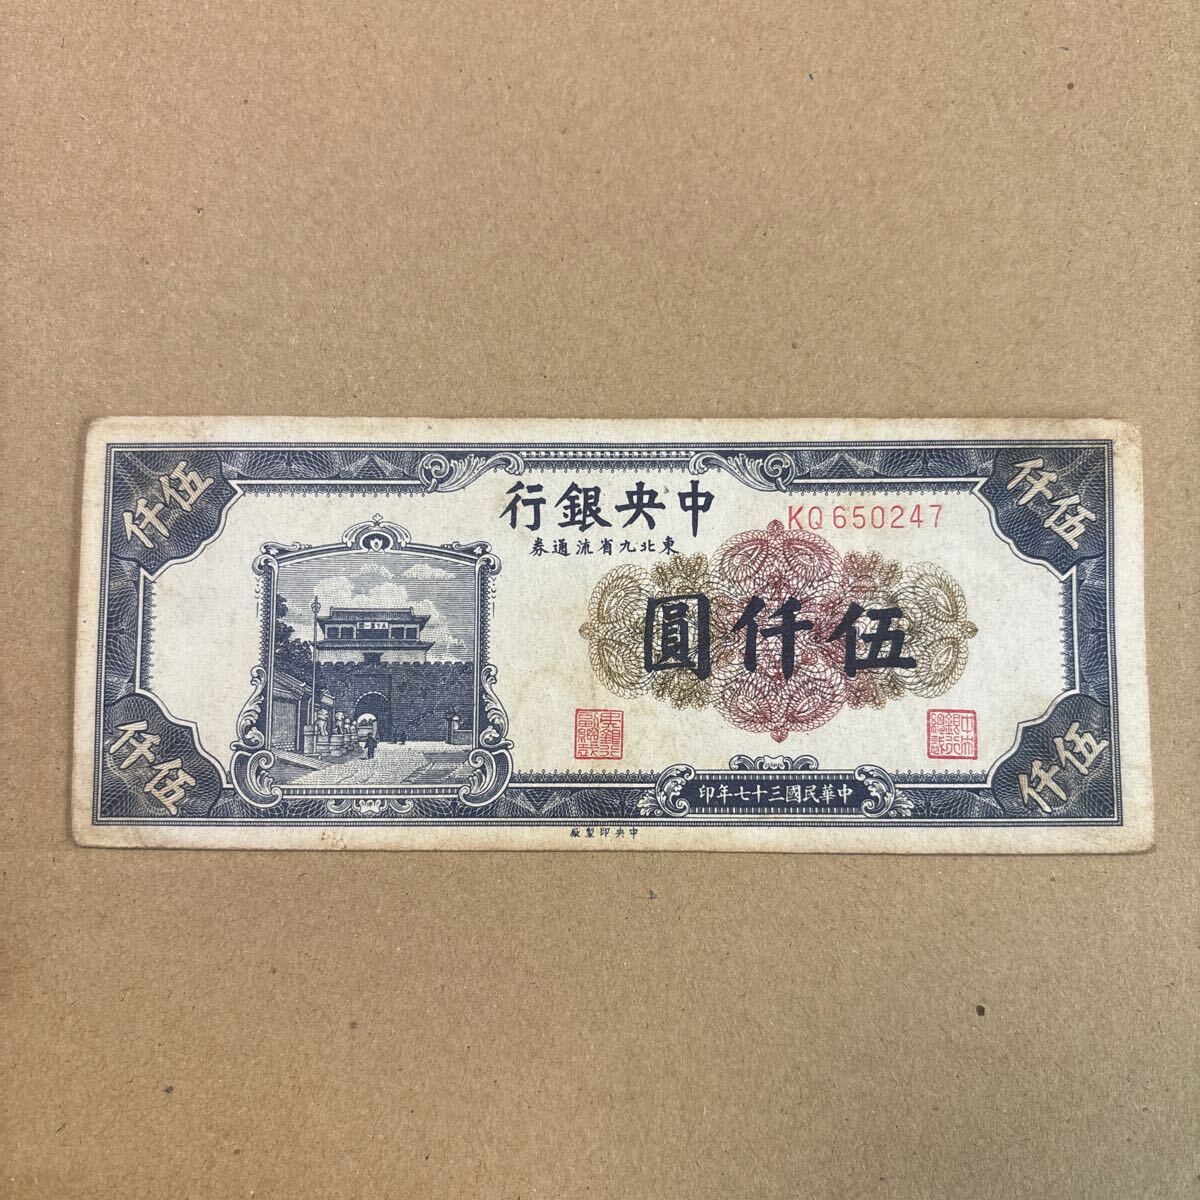 中央銀行
東北九省流通券
KQ 650247
伍仟圓
伍仟
伍仟
伍仟
伍仟
中華民國三十七年印
中央印製廠